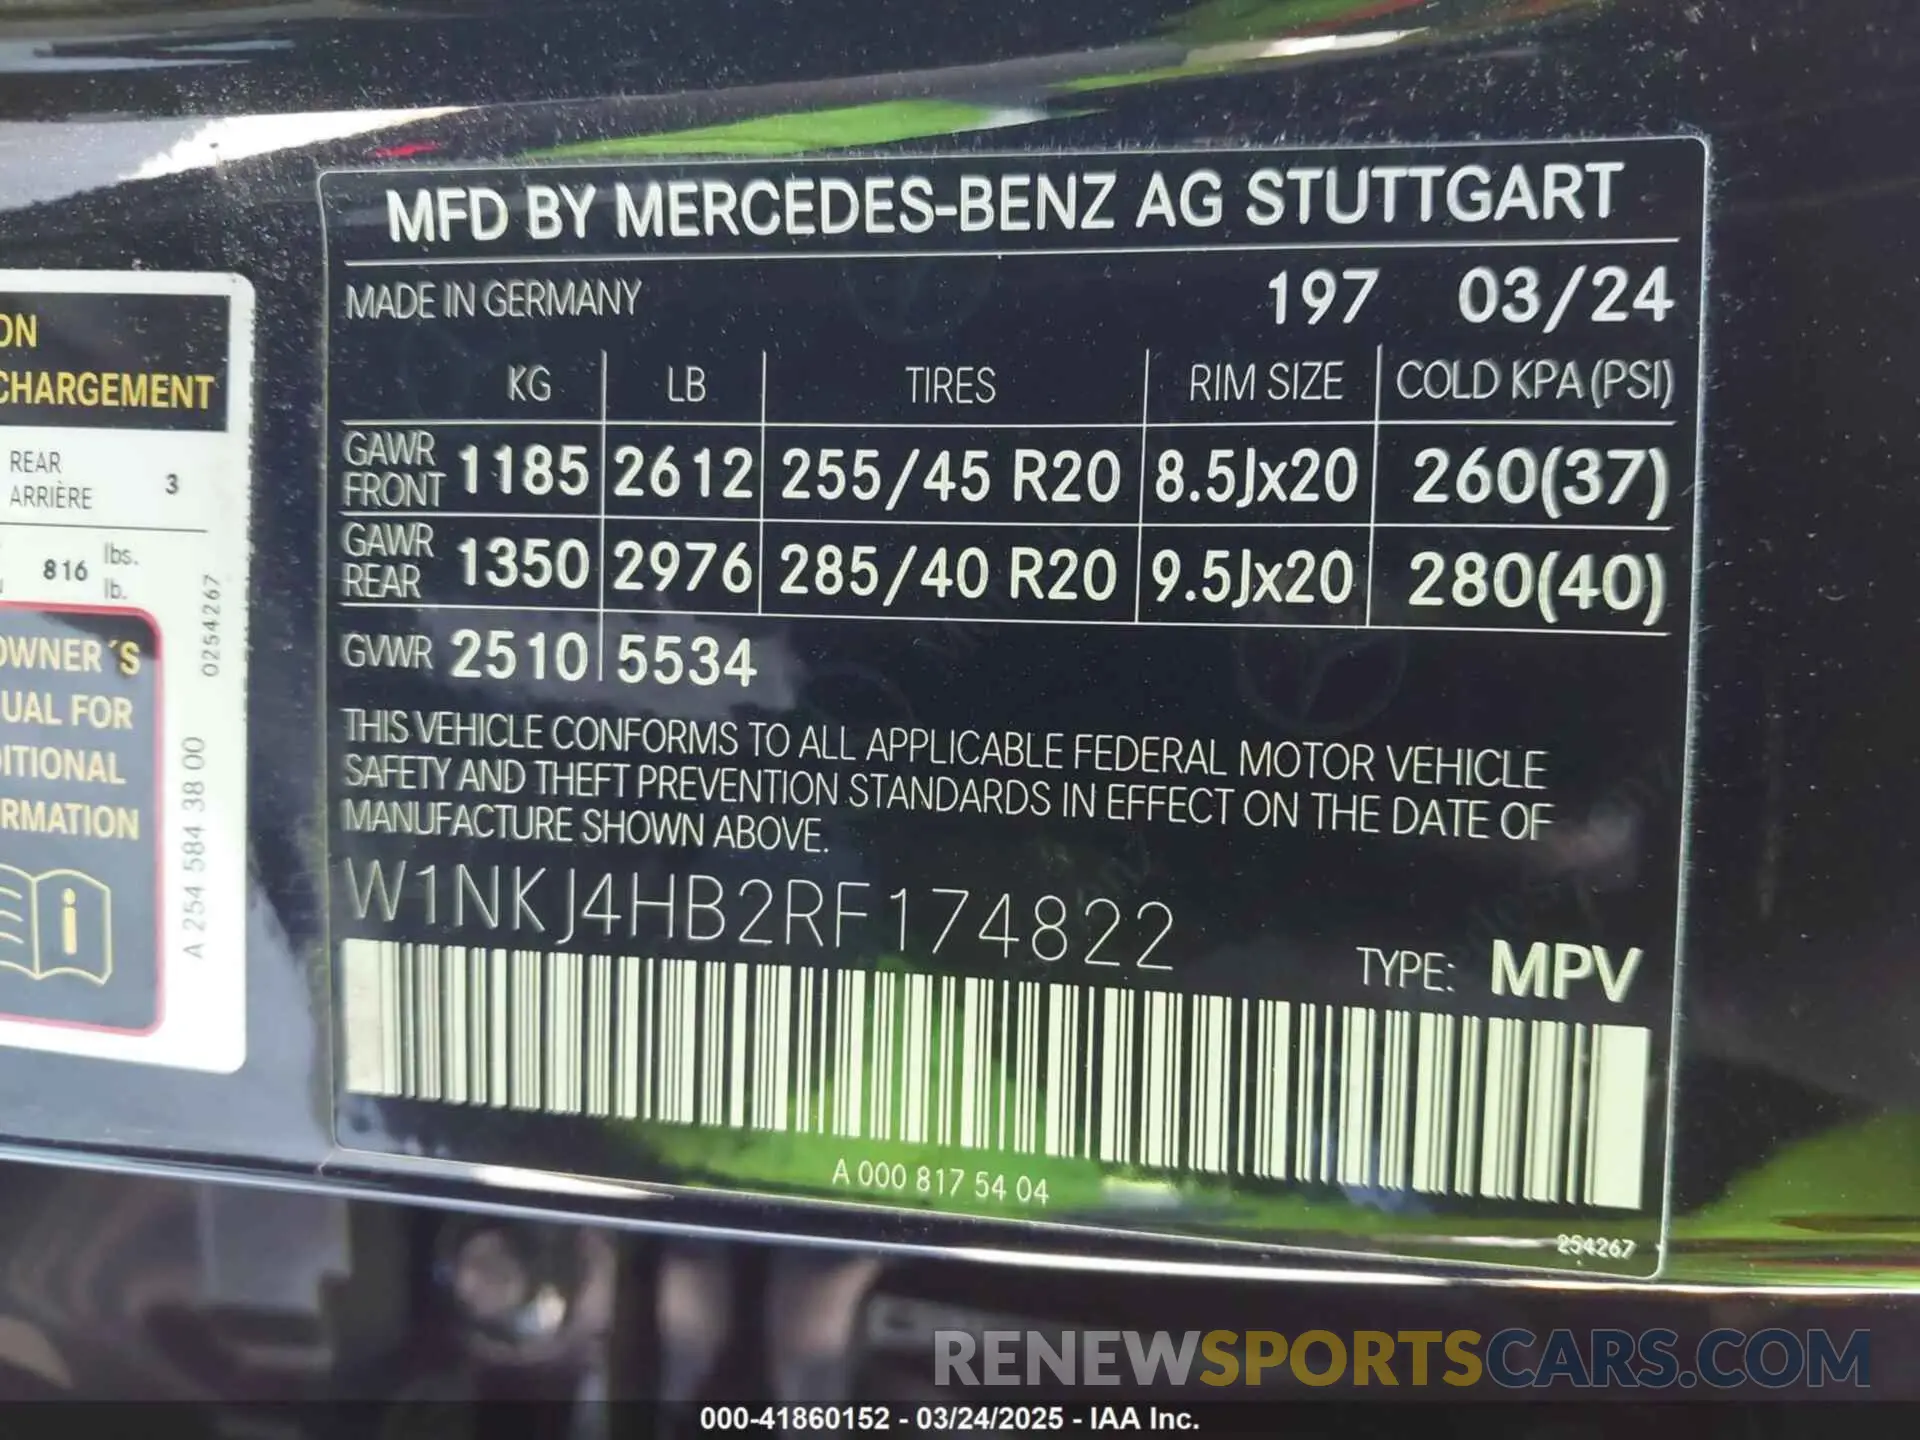 MFD BY MERCEDES-BENZ AG STUTTGART
MADE IN GERMANY 197 03/24
KG LB TIRES RIM SIZE COLD KPA (PSI)
GAWR FRONT 1185 2612 255/45 R20 8.5Jx20 260(37)
GAWR REAR 1350 2976 285/40 R20 9.5Jx20 280(40)
GVWR 2510 5534
THIS VEHICLE CONFORMS TO ALL APPLICABLE FEDERAL MOTOR VEHICLE
SAFETY AND THEFT PREVENTION STANDARDS IN EFFECT ON THE DATE OF
MANUFACTURE SHOWN ABOVE.
W1NKJ4HB2RF174822
TYPE: MPV
A 000 817 54 04
254267
ON
CHARGEMENT
REAR
ARRIÈRE 3
816 lbs.
lb.
0254267
OWNER´S
UAL FOR
DITIONAL
ORMATION
i
A 254 584 38 00
RENEWSPORTSCARS.COM
000-41860152 - 03/24/2025 - IAA Inc.